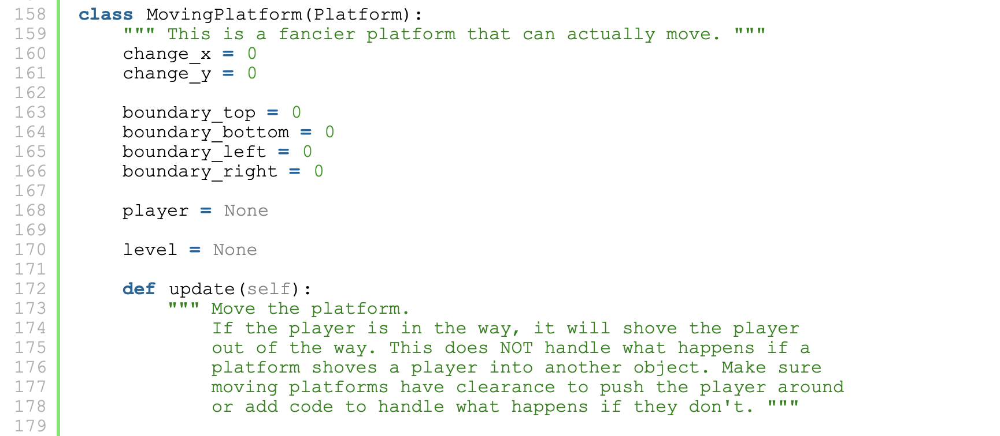 158 class MovingPlatform(Platform):
159     """ This is a fancier platform that can actually move. """
160     change_x = 0
161     change_y = 0
162
163     boundary_top = 0
164     boundary_bottom = 0
165     boundary_left = 0
166     boundary_right = 0
167
168     player = None
169
170     level = None
171
172     def update(self):
173         """ Move the platform.
174             If the player is in the way, it will shove the player
175             out of the way. This does NOT handle what happens if a
176             platform shoves a player into another object. Make sure
177             moving platforms have clearance to push the player around
178             or add code to handle what happens if they don't. """
179